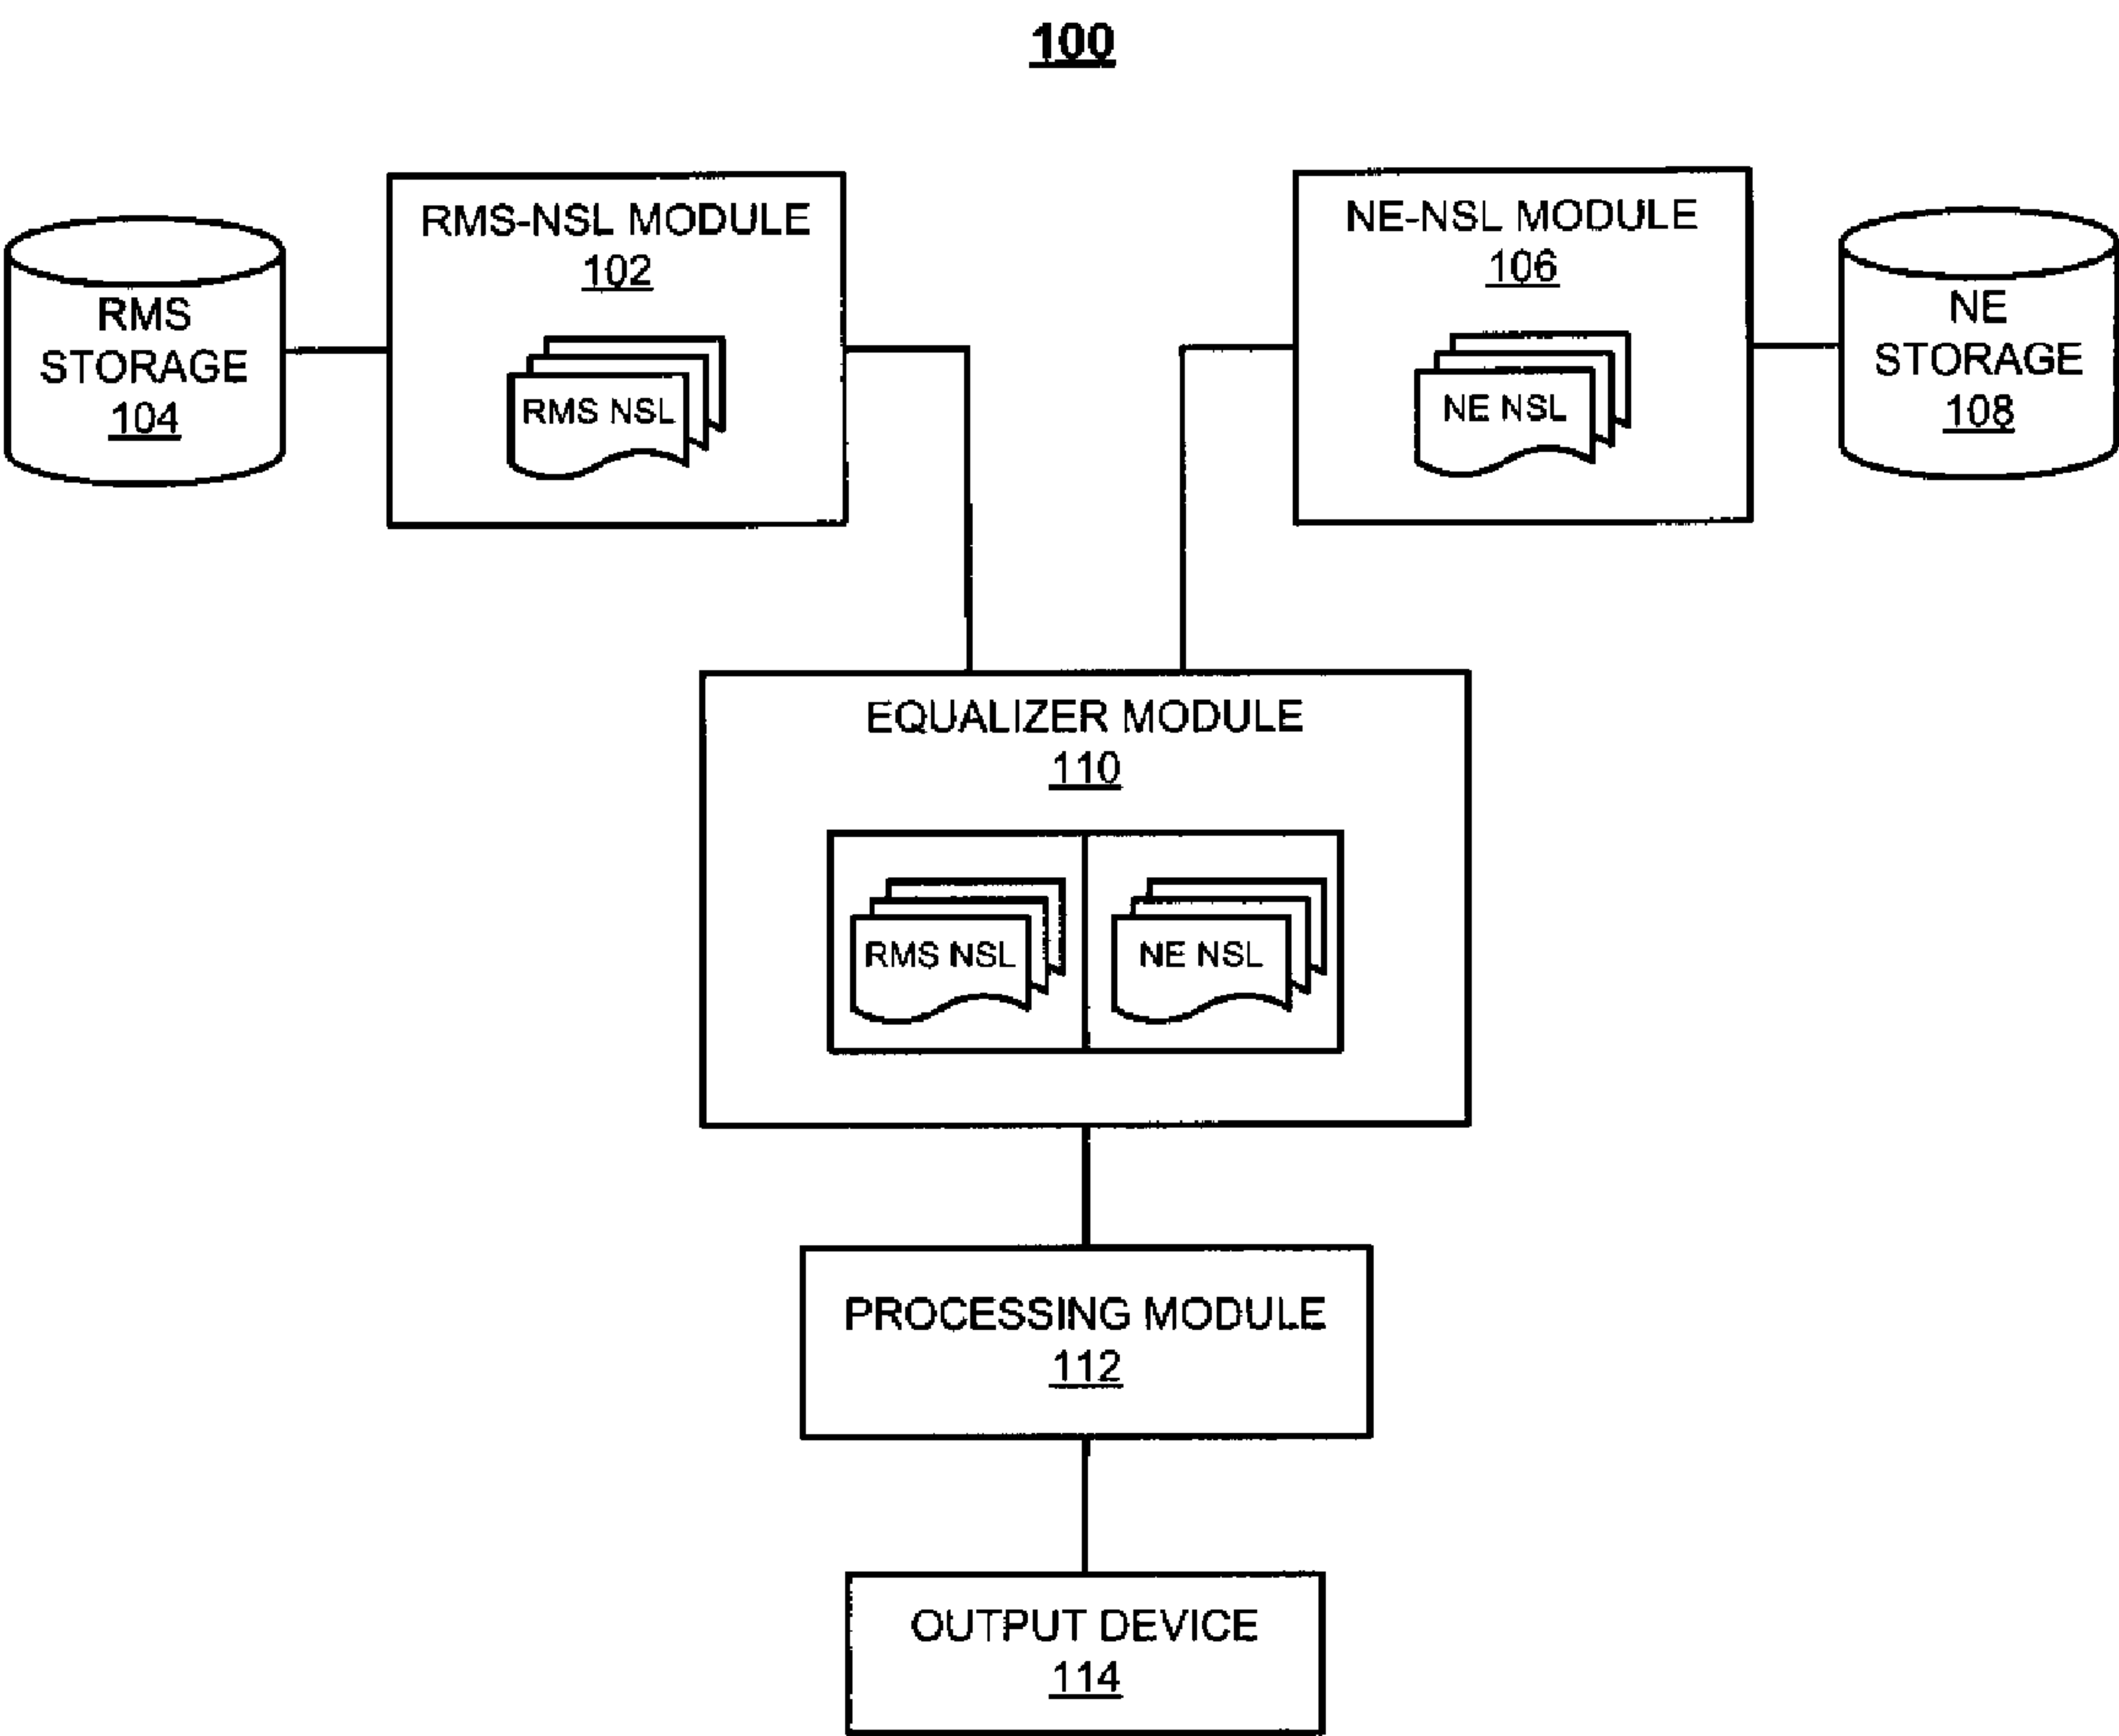 100
RMS-NSL MODULE
102
RMS NSL
RMS
STORAGE
104
NE-NSL MODULE
106
NE NSL
NE
STORAGE
108
EQUALIZER MODULE
110
RMS NSL
NE NSL
PROCESSING MODULE
112
OUTPUT DEVICE
114